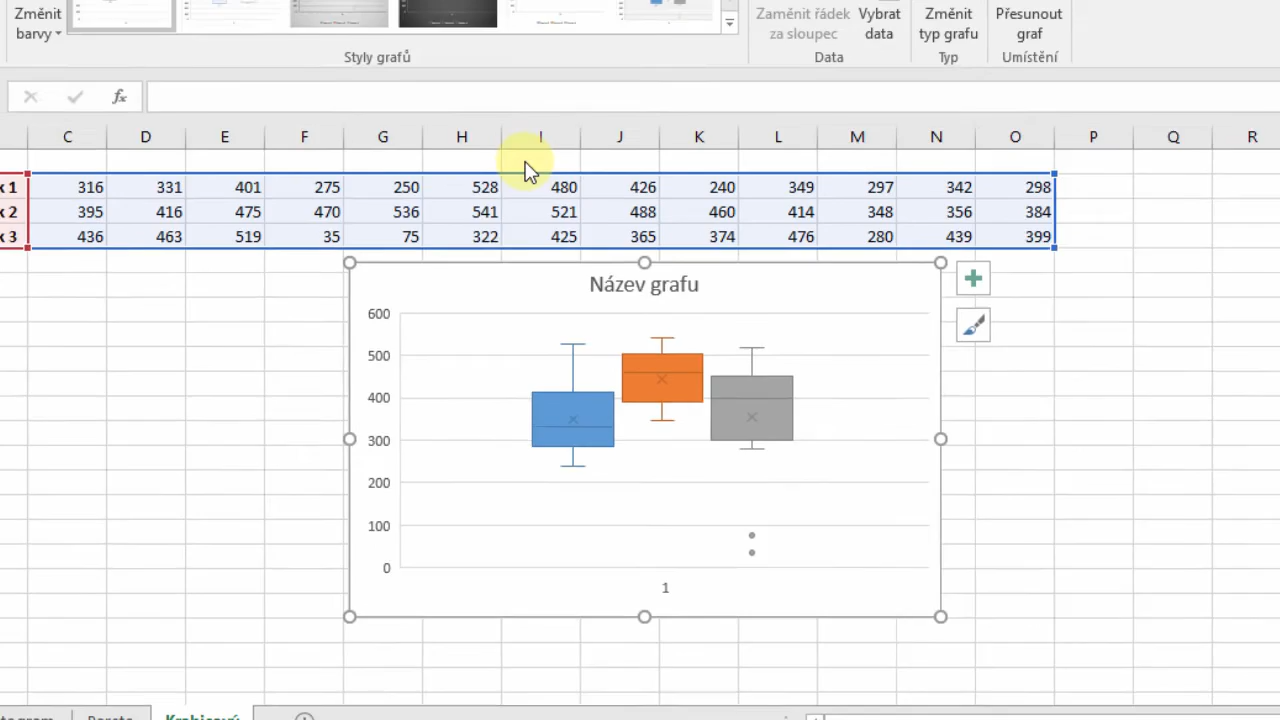 Změnit
barvy
Styly grafů
Zaměnit řádek
za sloupec
Vybrat
data
Data
Změnit
typ grafu
Typ
Přesunout
graf
Umístění
fx
C D E F G H I J K L M N O P Q R
k 1 316 331 401 275 250 528 480 426 240 349 297 342 298
k 2 395 416 475 470 536 541 521 488 460 414 348 356 384
k 3 436 463 519 35 75 322 425 365 374 476 280 439 399
Název grafu
600
500
400
300
200
100
0
1